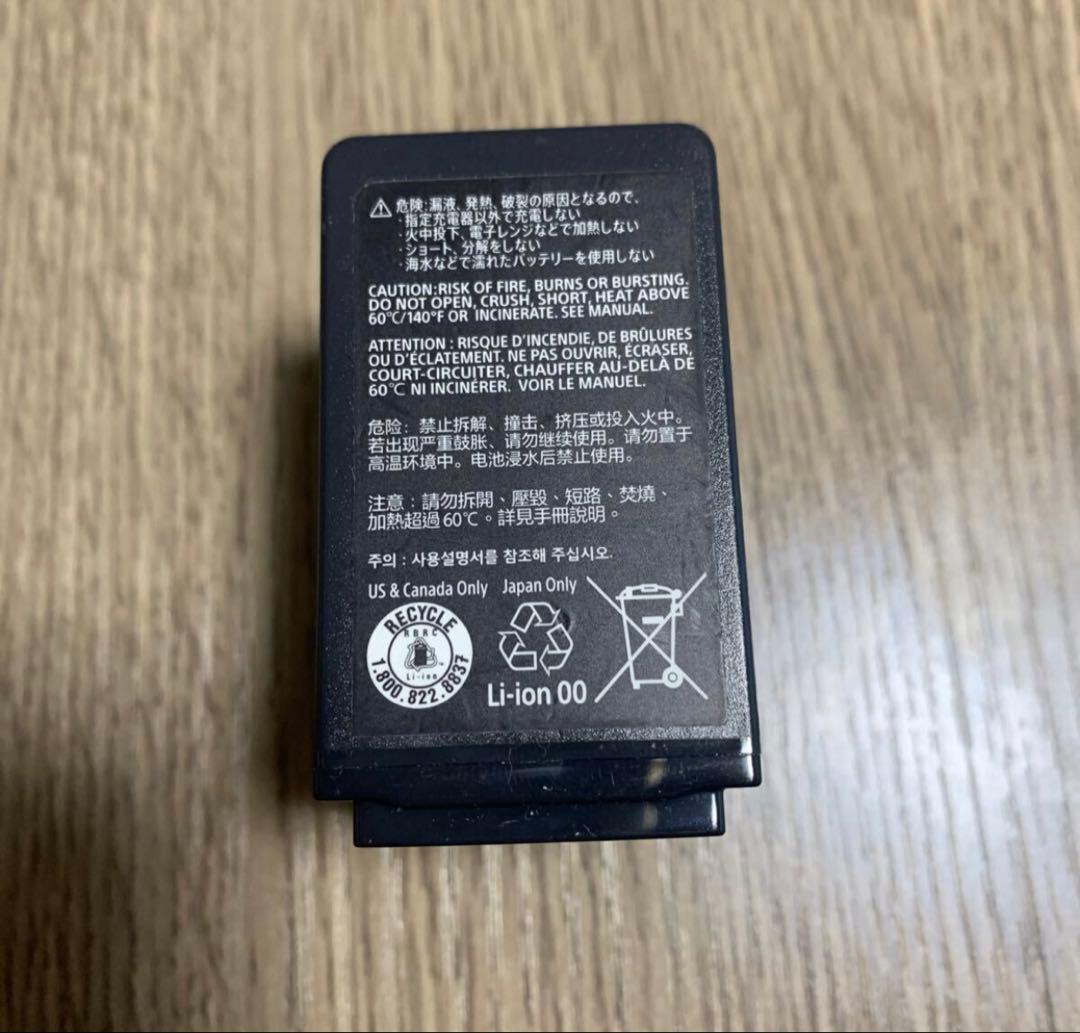 ⚠危険:漏液、発熱、破裂の原因となるので、
・指定充電器以外で充電しない
・火中投下、電子レンジなどで加熱しない
・ショート、分解をしない
・海水などで濡れたバッテリーを使用しない
CAUTION:RISK OF FIRE, BURNS OR BURSTING.
DO NOT OPEN, CRUSH, SHORT, HEAT ABOVE
60℃/140°F OR INCINERATE. SEE MANUAL.
ATTENTION : RISQUE D'INCENDIE, DE BRÛLURES
OU D'ÉCLATEMENT. NE PAS OUVRIR, ÉCRASER,
COURT-CIRCUITER, CHAUFFER AU-DELÀ DE
60℃ NI INCINÉRER. VOIR LE MANUEL.
危险：禁止拆解、撞击、挤压或投入火中。
若出现严重鼓胀、请勿继续使用。请勿置于
高温环境中。电池浸水后禁止使用。
注意：請勿拆開、壓毀、短路、焚燒、
加熱超過60℃。詳見手冊說明。
주의 : 사용설명서를 참조해 주십시오.
US & Canada Only Japan Only
RECYCLE
RBRC
Li-ion
1.800.822.8837
Li-ion 00